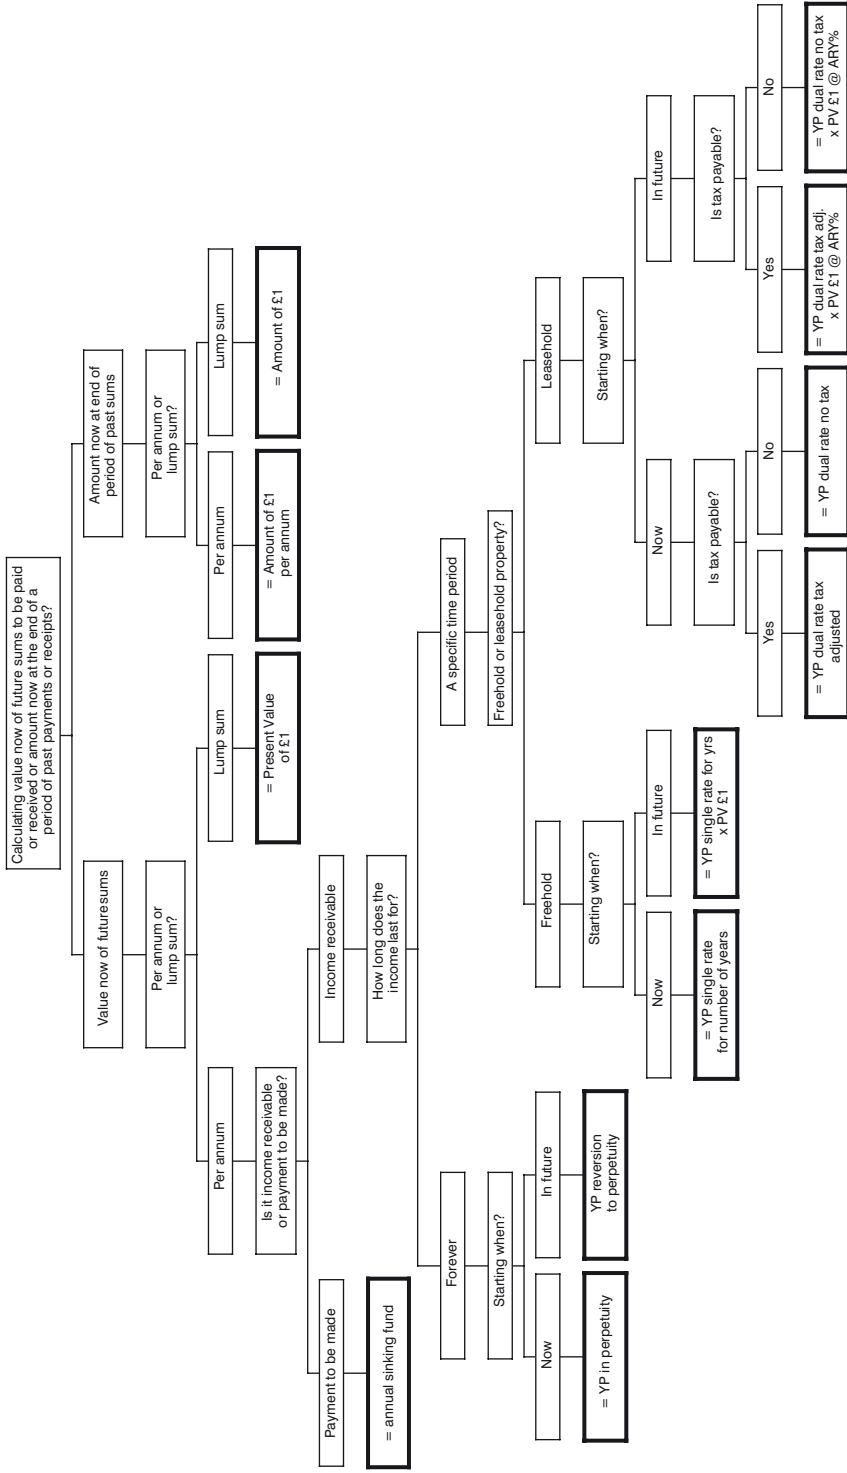 Calculating value now of future sums to be paid
or received or amount now at the end of a
period of past payments or receipts?
Value now of futuresums
Amount now at end of
period of past sums
Per annum or
lump sum?
Per annum or
lump sum?
Per annum
Lump sum
Per annum
Lump sum
Is it income receivable
or payment to be made?
= Present Value
of £1
= Amount of £1
per annum
= Amount of £1
Payment to be made
Income receivable
= annual sinking fund
How long does the
income last for?
Forever
A specific time period
Starting when?
Freehold or leasehold property?
Now
In future
Freehold
Leasehold
= YP in perpetuity
YP reversion
to perpetuity
Starting when?
Starting when?
Now
In future
Now
In future
= YP single rate
for number of years
= YP single rate for yrs
x PV £1
Is tax payable?
Is tax payable?
Yes
No
Yes
No
= YP dual rate tax
adjusted
= YP dual rate no tax
= YP dual rate tax adj.
x PV £1 @ ARY%
= YP dual rate no tax
x PV £1 @ ARY%